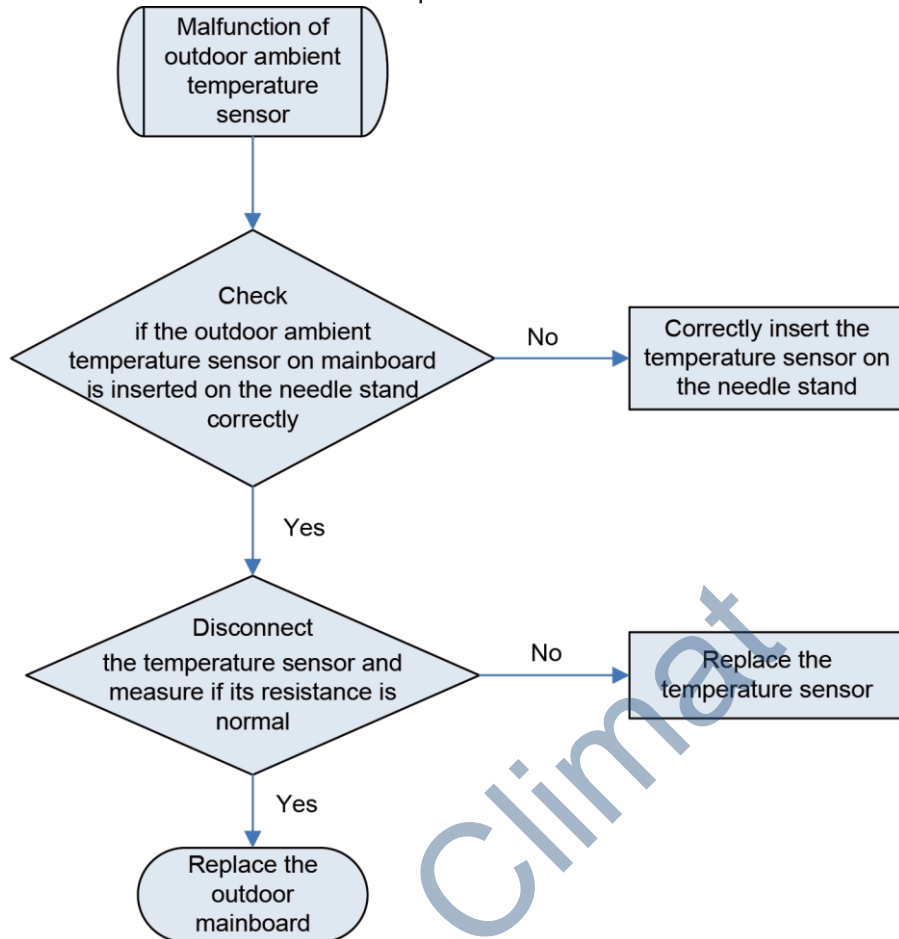 Malfunction of
outdoor ambient
temperature
sensor
Check
if the outdoor ambient
temperature sensor on mainboard
is inserted on the needle stand
correctly
No
Correctly insert the
temperature sensor on
the needle stand
Yes
Disconnect
the temperature sensor and
measure if its resistance is
normal
No
Replace the
temperature sensor
Yes
Replace the
outdoor
mainboard
Climat